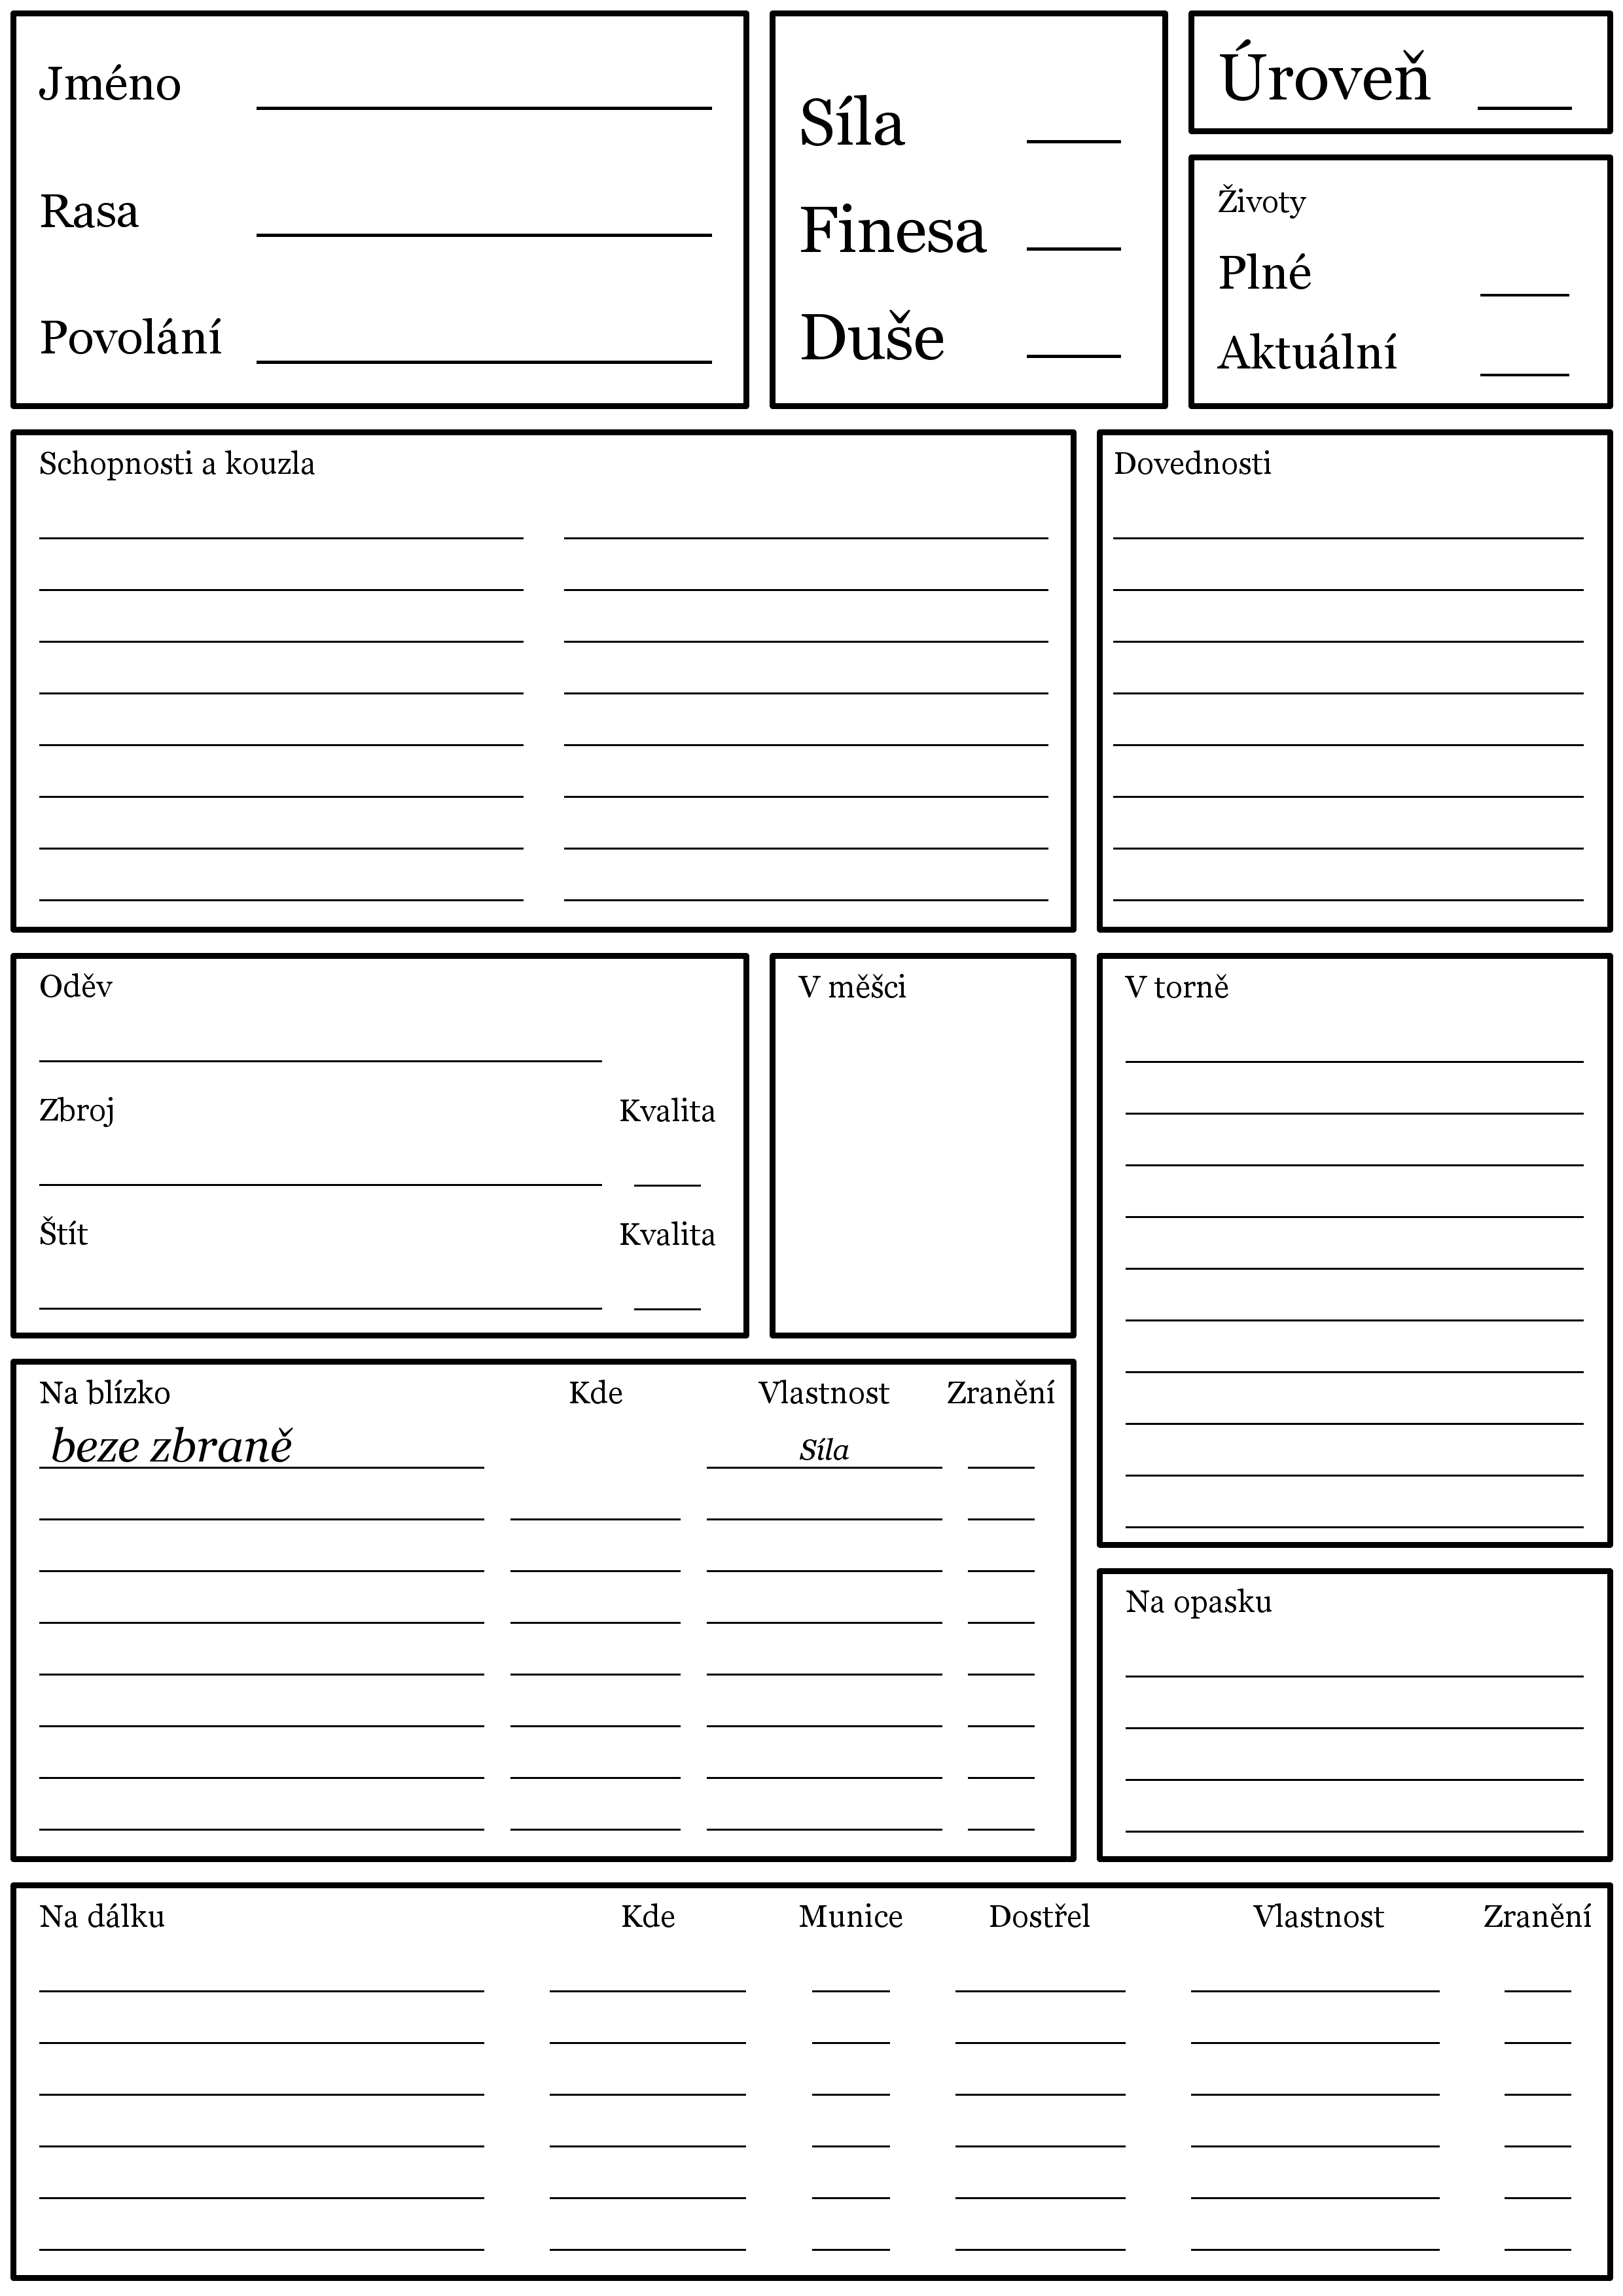 Jméno
Rasa
Povolání
Síla
Finesa
Duše
Úroveň
Životy
Plné
Aktuální
Schopnosti a kouzla
Dovednosti
Oděv
Zbroj Kvalita
Štít Kvalita
V měšci
V torně
Na blízko Kde Vlastnost Zranění
beze zbraně Síla
Na opasku
Na dálku Kde Munice Dostřel Vlastnost Zranění